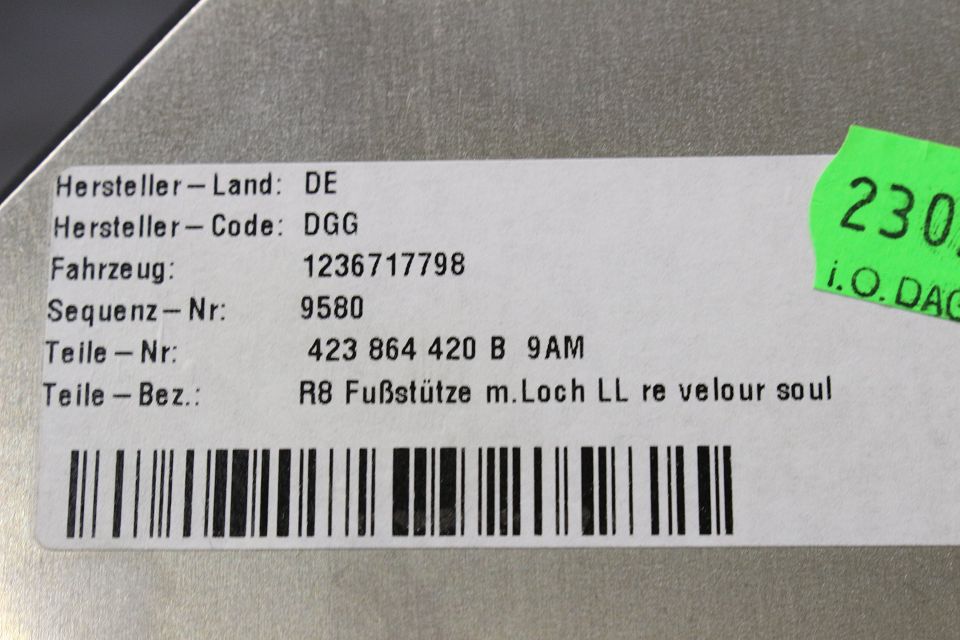 Hersteller-Land: DE
Hersteller-Code: DGG
Fahrzeug: 1236717798
Sequenz-Nr: 9580
Teile-Nr: 423 864 420 B 9AM
Teile-Bez.: R8 Fußstütze m.Loch LL re velour soul
230
i.O. DAG